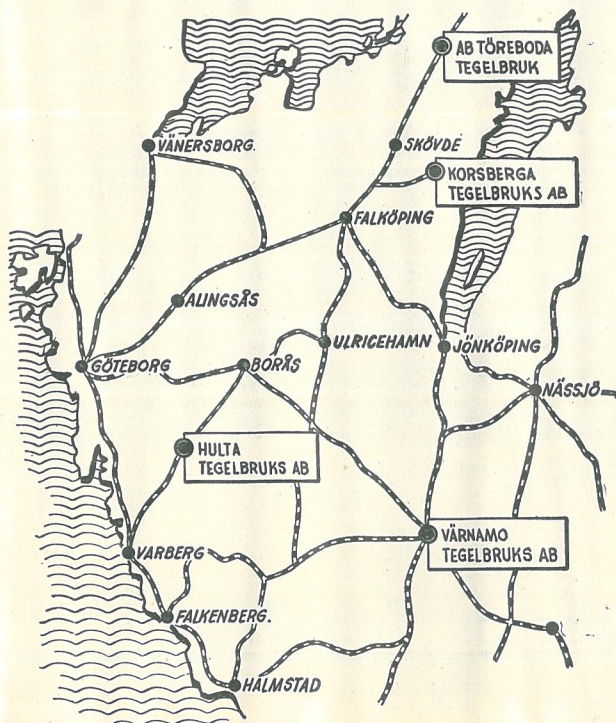 AB TÖREBODA
TEGELBRUK
VÄNERSBORG.
SKÖVDE
KORSBERGA
TEGELBRUKS AB
FALKÖPING
ALINGSÅS
ULRICEHAMN
JÖNKÖPING
GÖTEBORG
BORÅS
NÄSSJÖ
HULTA
TEGELBRUKS AB
VÄRNAMO
TEGELBRUKS AB
VARBERG
FALKENBERG.
HALMSTAD